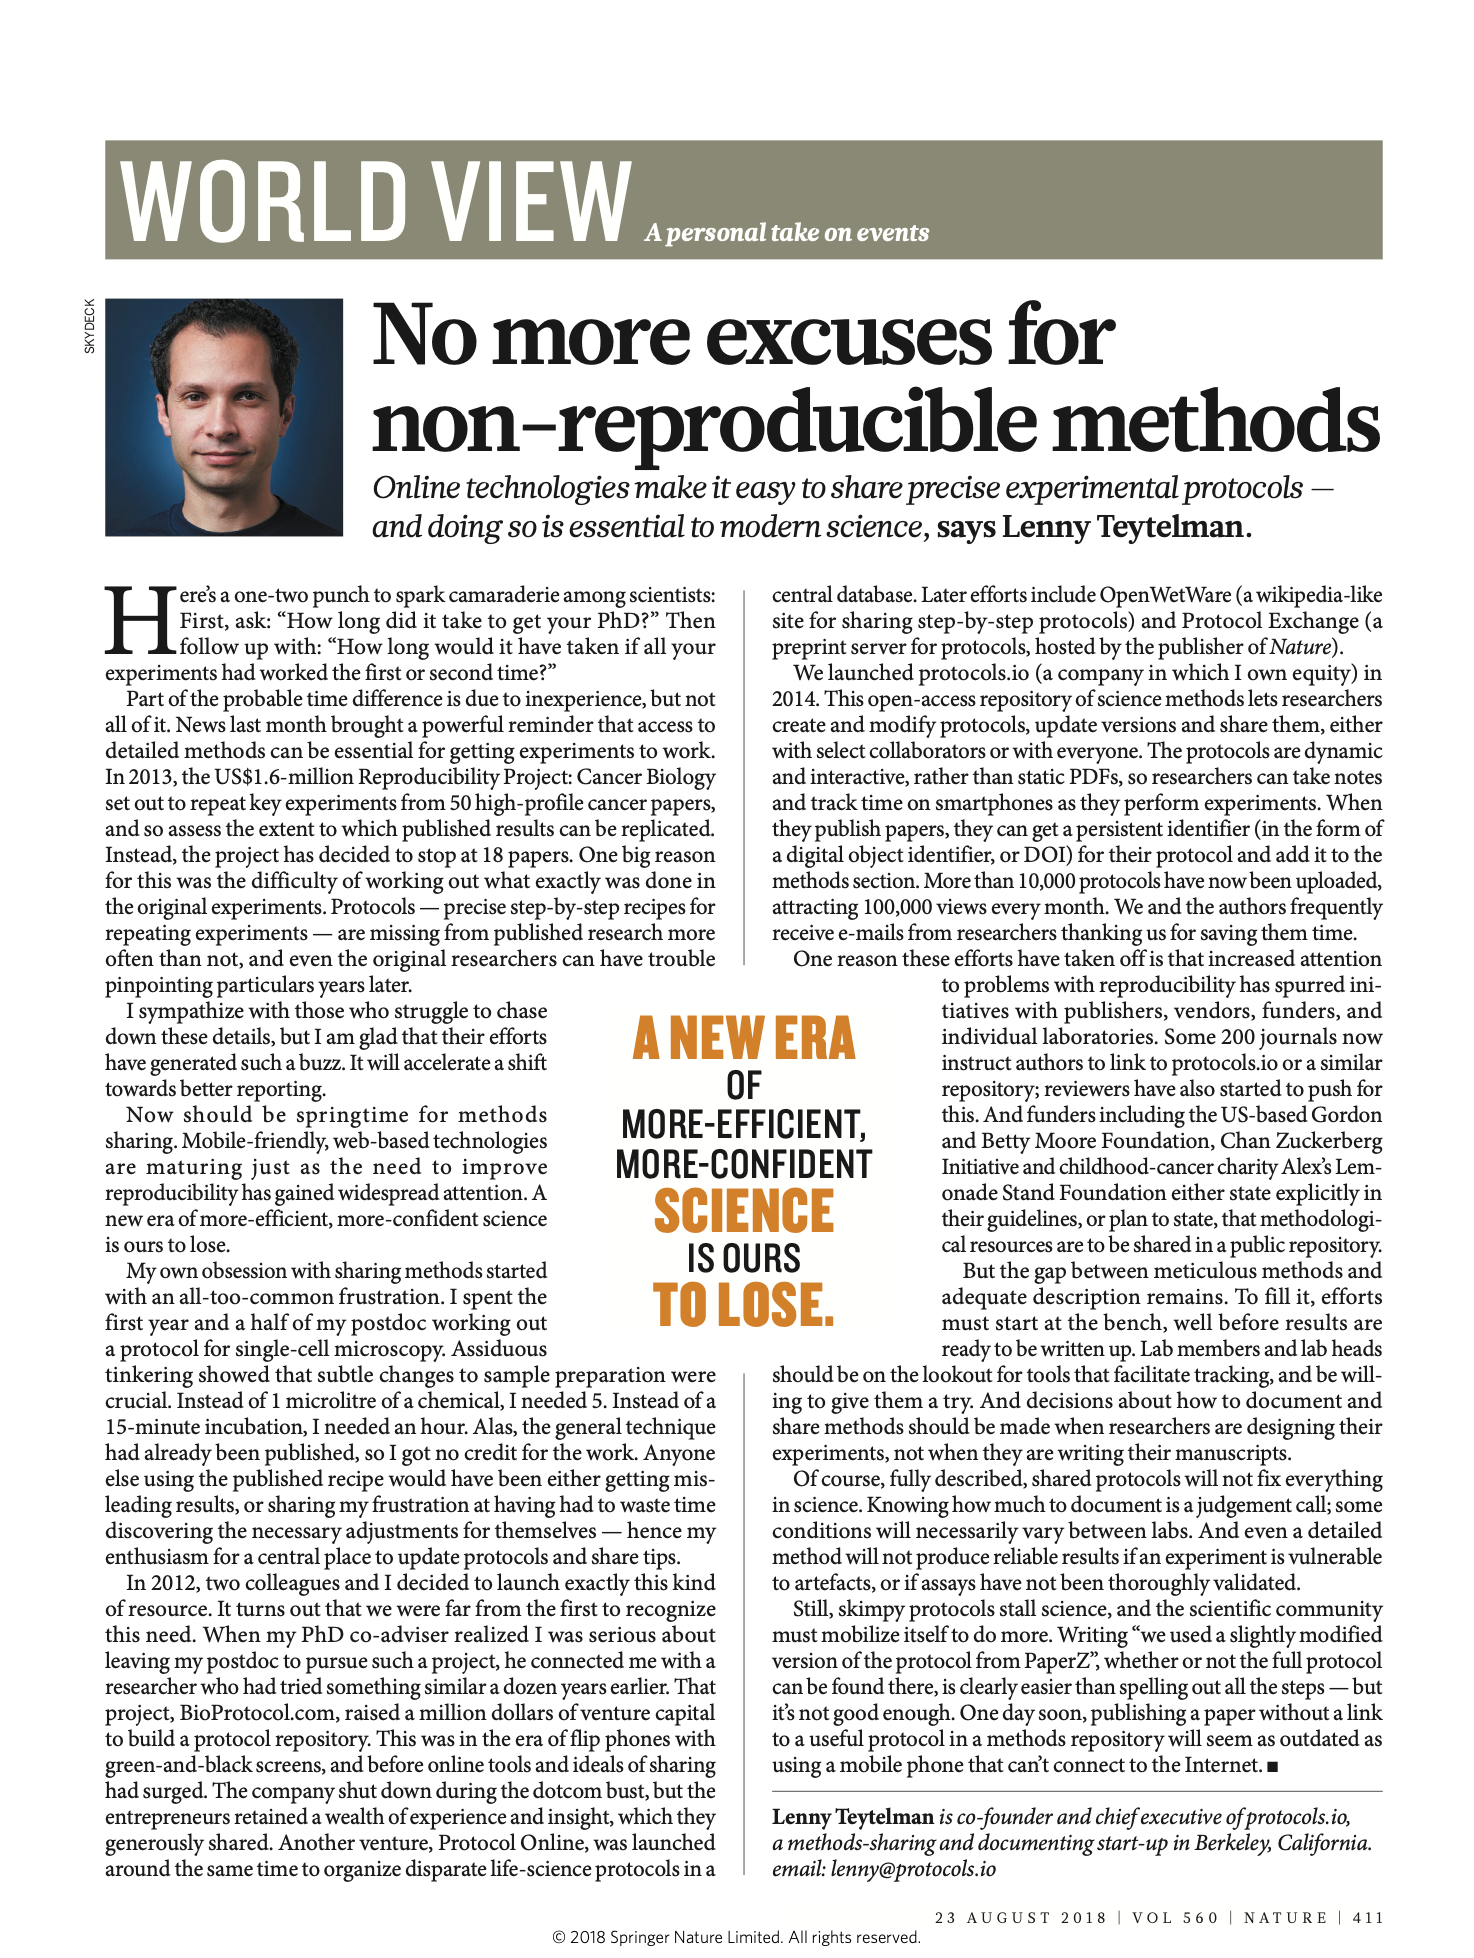 WORLD VIEW A personal take on events
SKYDECK
No more excuses for
non-reproducible methods
Online technologies make it easy to share precise experimental protocols —
and doing so is essential to modern science, says Lenny Teytelman.
Here’s a one-two punch to spark camaraderie among scientists:
First, ask: “How long did it take to get your PhD?” Then
follow up with: “How long would it have taken if all your
experiments had worked the first or second time?”
Part of the probable time difference is due to inexperience, but not
all of it. News last month brought a powerful reminder that access to
detailed methods can be essential for getting experiments to work.
In 2013, the US$1.6-million Reproducibility Project: Cancer Biology
set out to repeat key experiments from 50 high-profile cancer papers,
and so assess the extent to which published results can be replicated.
Instead, the project has decided to stop at 18 papers. One big reason
for this was the difficulty of working out what exactly was done in
the original experiments. Protocols — precise step-by-step recipes for
repeating experiments — are missing from published research more
often than not, and even the original researchers can have trouble
pinpointing particulars years later.
I sympathize with those who struggle to chase
down these details, but I am glad that their efforts
have generated such a buzz. It will accelerate a shift
towards better reporting.
Now should be springtime for methods
sharing. Mobile-friendly, web-based technologies
are maturing just as the need to improve
reproducibility has gained widespread attention. A
new era of more-efficient, more-confident science
is ours to lose.
My own obsession with sharing methods started
with an all-too-common frustration. I spent the
first year and a half of my postdoc working out
a protocol for single-cell microscopy. Assiduous
tinkering showed that subtle changes to sample preparation were
crucial. Instead of 1 microlitre of a chemical, I needed 5. Instead of a
15-minute incubation, I needed an hour. Alas, the general technique
had already been published, so I got no credit for the work. Anyone
else using the published recipe would have been either getting mis-
leading results, or sharing my frustration at having had to waste time
discovering the necessary adjustments for themselves — hence my
enthusiasm for a central place to update protocols and share tips.
In 2012, two colleagues and I decided to launch exactly this kind
of resource. It turns out that we were far from the first to recognize
this need. When my PhD co-adviser realized I was serious about
leaving my postdoc to pursue such a project, he connected me with a
researcher who had tried something similar a dozen years earlier. That
project, BioProtocol.com, raised a million dollars of venture capital
to build a protocol repository. This was in the era of flip phones with
green-and-black screens, and before online tools and ideals of sharing
had surged. The company shut down during the dotcom bust, but the
entrepreneurs retained a wealth of experience and insight, which they
generously shared. Another venture, Protocol Online, was launched
around the same time to organize disparate life-science protocols in a
central database. Later efforts include OpenWetWare (a wikipedia-like
site for sharing step-by-step protocols) and Protocol Exchange (a
preprint server for protocols, hosted by the publisher of Nature).
We launched protocols.io (a company in which I own equity) in
2014. This open-access repository of science methods lets researchers
create and modify protocols, update versions and share them, either
with select collaborators or with everyone. The protocols are dynamic
and interactive, rather than static PDFs, so researchers can take notes
and track time on smartphones as they perform experiments. When
they publish papers, they can get a persistent identifier (in the form of
a digital object identifier, or DOI) for their protocol and add it to the
methods section. More than 10,000 protocols have now been uploaded,
attracting 100,000 views every month. We and the authors frequently
receive e-mails from researchers thanking us for saving them time.
One reason these efforts have taken off is that increased attention
to problems with reproducibility has spurred ini-
tiatives with publishers, vendors, funders, and
individual laboratories. Some 200 journals now
instruct authors to link to protocols.io or a similar
repository; reviewers have also started to push for
this. And funders including the US-based Gordon
and Betty Moore Foundation, Chan Zuckerberg
Initiative and childhood-cancer charity Alex’s Lem-
onade Stand Foundation either state explicitly in
their guidelines, or plan to state, that methodologi-
cal resources are to be shared in a public repository.
But the gap between meticulous methods and
adequate description remains. To fill it, efforts
must start at the bench, well before results are
ready to be written up. Lab members and lab heads
should be on the lookout for tools that facilitate tracking, and be will-
ing to give them a try. And decisions about how to document and
share methods should be made when researchers are designing their
experiments, not when they are writing their manuscripts.
Of course, fully described, shared protocols will not fix everything
in science. Knowing how much to document is a judgement call; some
conditions will necessarily vary between labs. And even a detailed
method will not produce reliable results if an experiment is vulnerable
to artefacts, or if assays have not been thoroughly validated.
Still, skimpy protocols stall science, and the scientific community
must mobilize itself to do more. Writing “we used a slightly modified
version of the protocol from PaperZ”, whether or not the full protocol
can be found there, is clearly easier than spelling out all the steps — but
it’s not good enough. One day soon, publishing a paper without a link
to a useful protocol in a methods repository will seem as outdated as
using a mobile phone that can’t connect to the Internet. ■
A NEW ERA
OF
MORE-EFFICIENT,
MORE-CONFIDENT
SCIENCE
IS OURS
TO LOSE.
Lenny Teytelman is co-founder and chief executive of protocols.io,
a methods-sharing and documenting start-up in Berkeley, California.
email: lenny@protocols.io
23 AUGUST 2018 | VOL 560 | NATURE | 411
© 2018 Springer Nature Limited. All rights reserved.